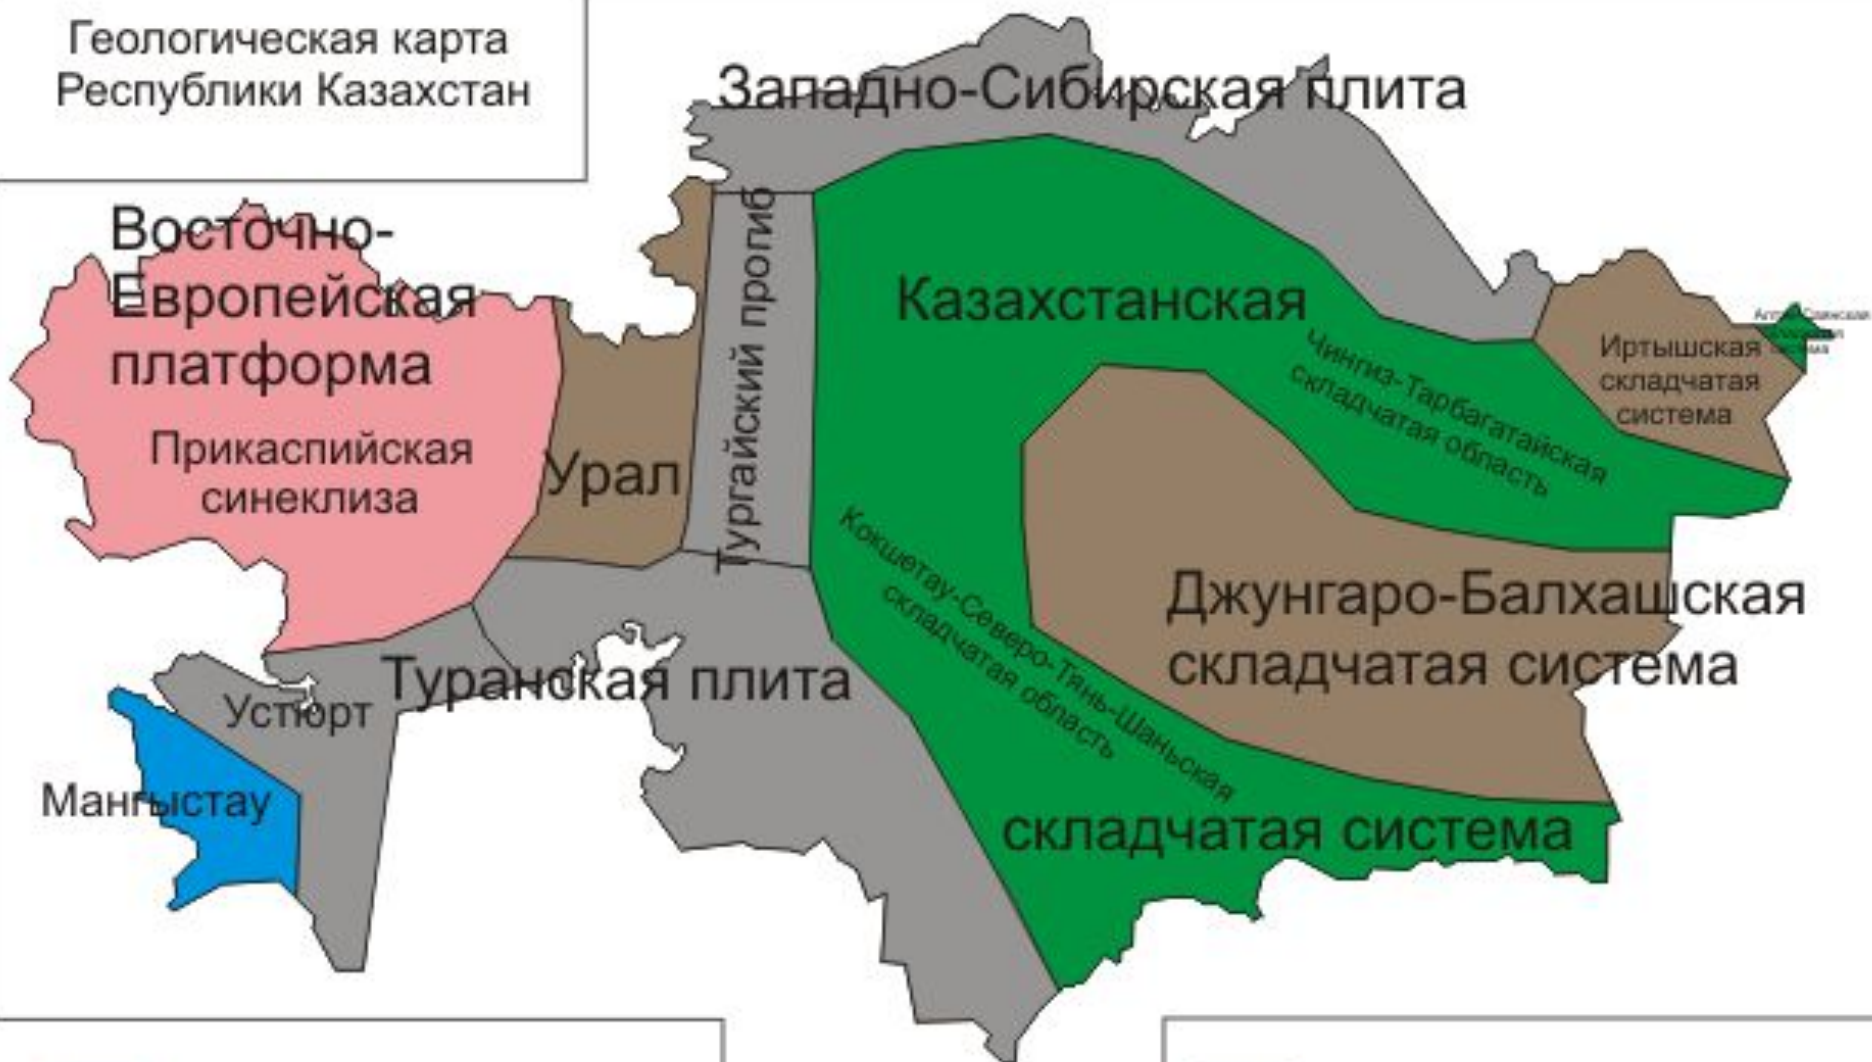 Геологическая карта
Республики Казахстан
Западно-Сибирская плита
Восточно-
Европейская
платформа
Прикаспийская
синеклиза
Урал
Тургайский прогиб
Казахстанская
Чингиз-Тарбагатайская
складчатая область
Иртышская
складчатая
система
Кокшетау-Северо-Тянь-Шаньская
складчатая область
Джунгаро-Балхашская
складчатая система
Туранская плита
Устюрт
Мангыстау
складчатая система